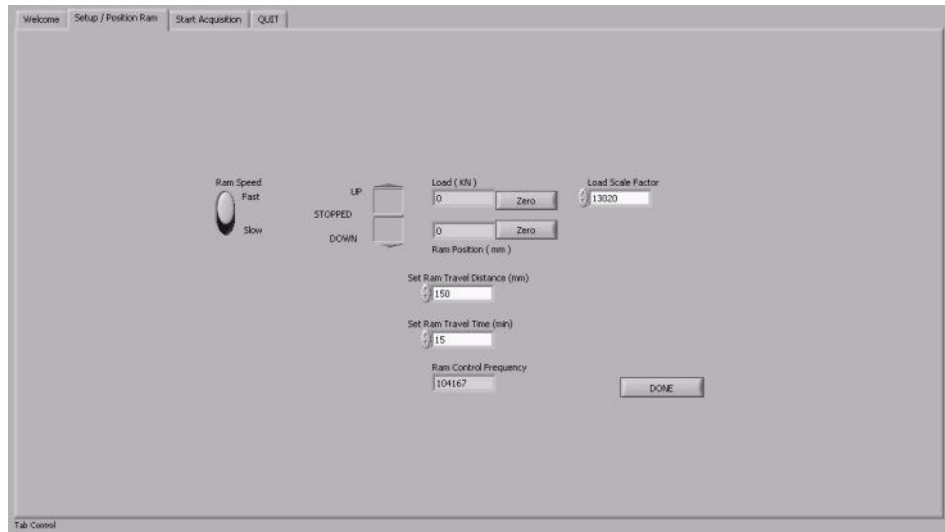 Welcome
Setup / Position Ram
Start Acquisition
QUIT
Ram Speed
Fast
Slow
UP
STOPPED
DOWN
Load ( KN )
0
Zero
0
Zero
Ram Position ( mm )
Load Scale Factor
13020
Set Ram Travel Distance (mm)
150
Set Ram Travel Time (min)
15
Ram Control Frequency
104167
DONE
Tab Control